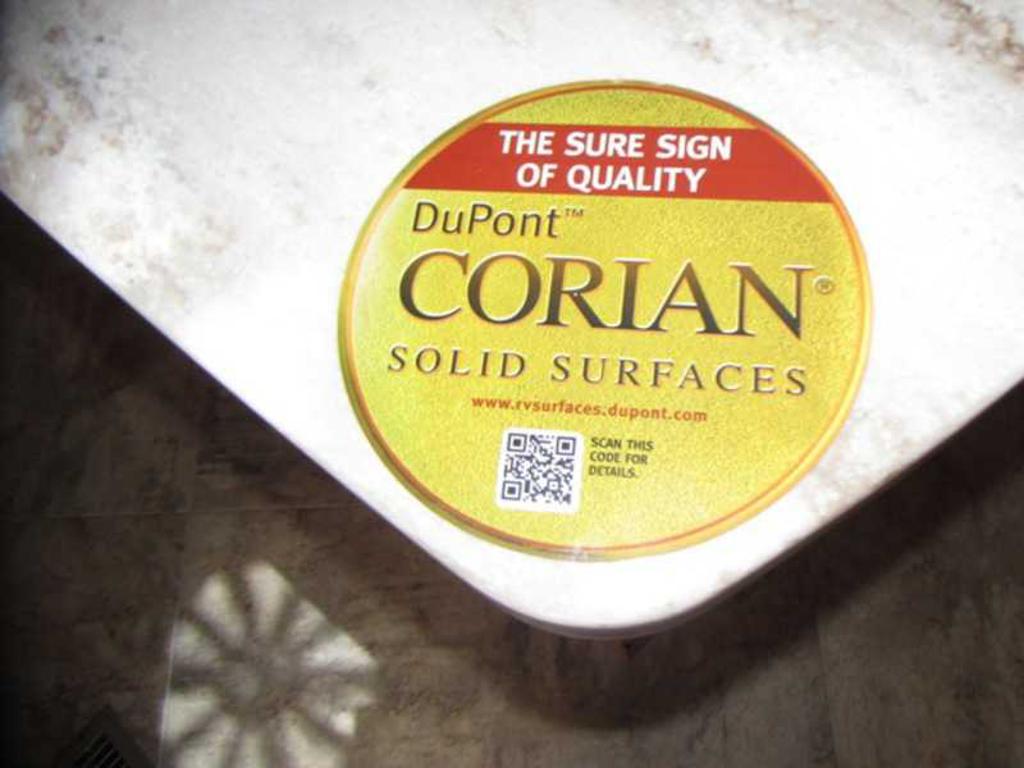 THE SURE SIGN
OF QUALITY
DuPont™
CORIAN®
SOLID SURFACES
www.rvsurfaces.dupont.com
SCAN THIS
CODE FOR
DETAILS.